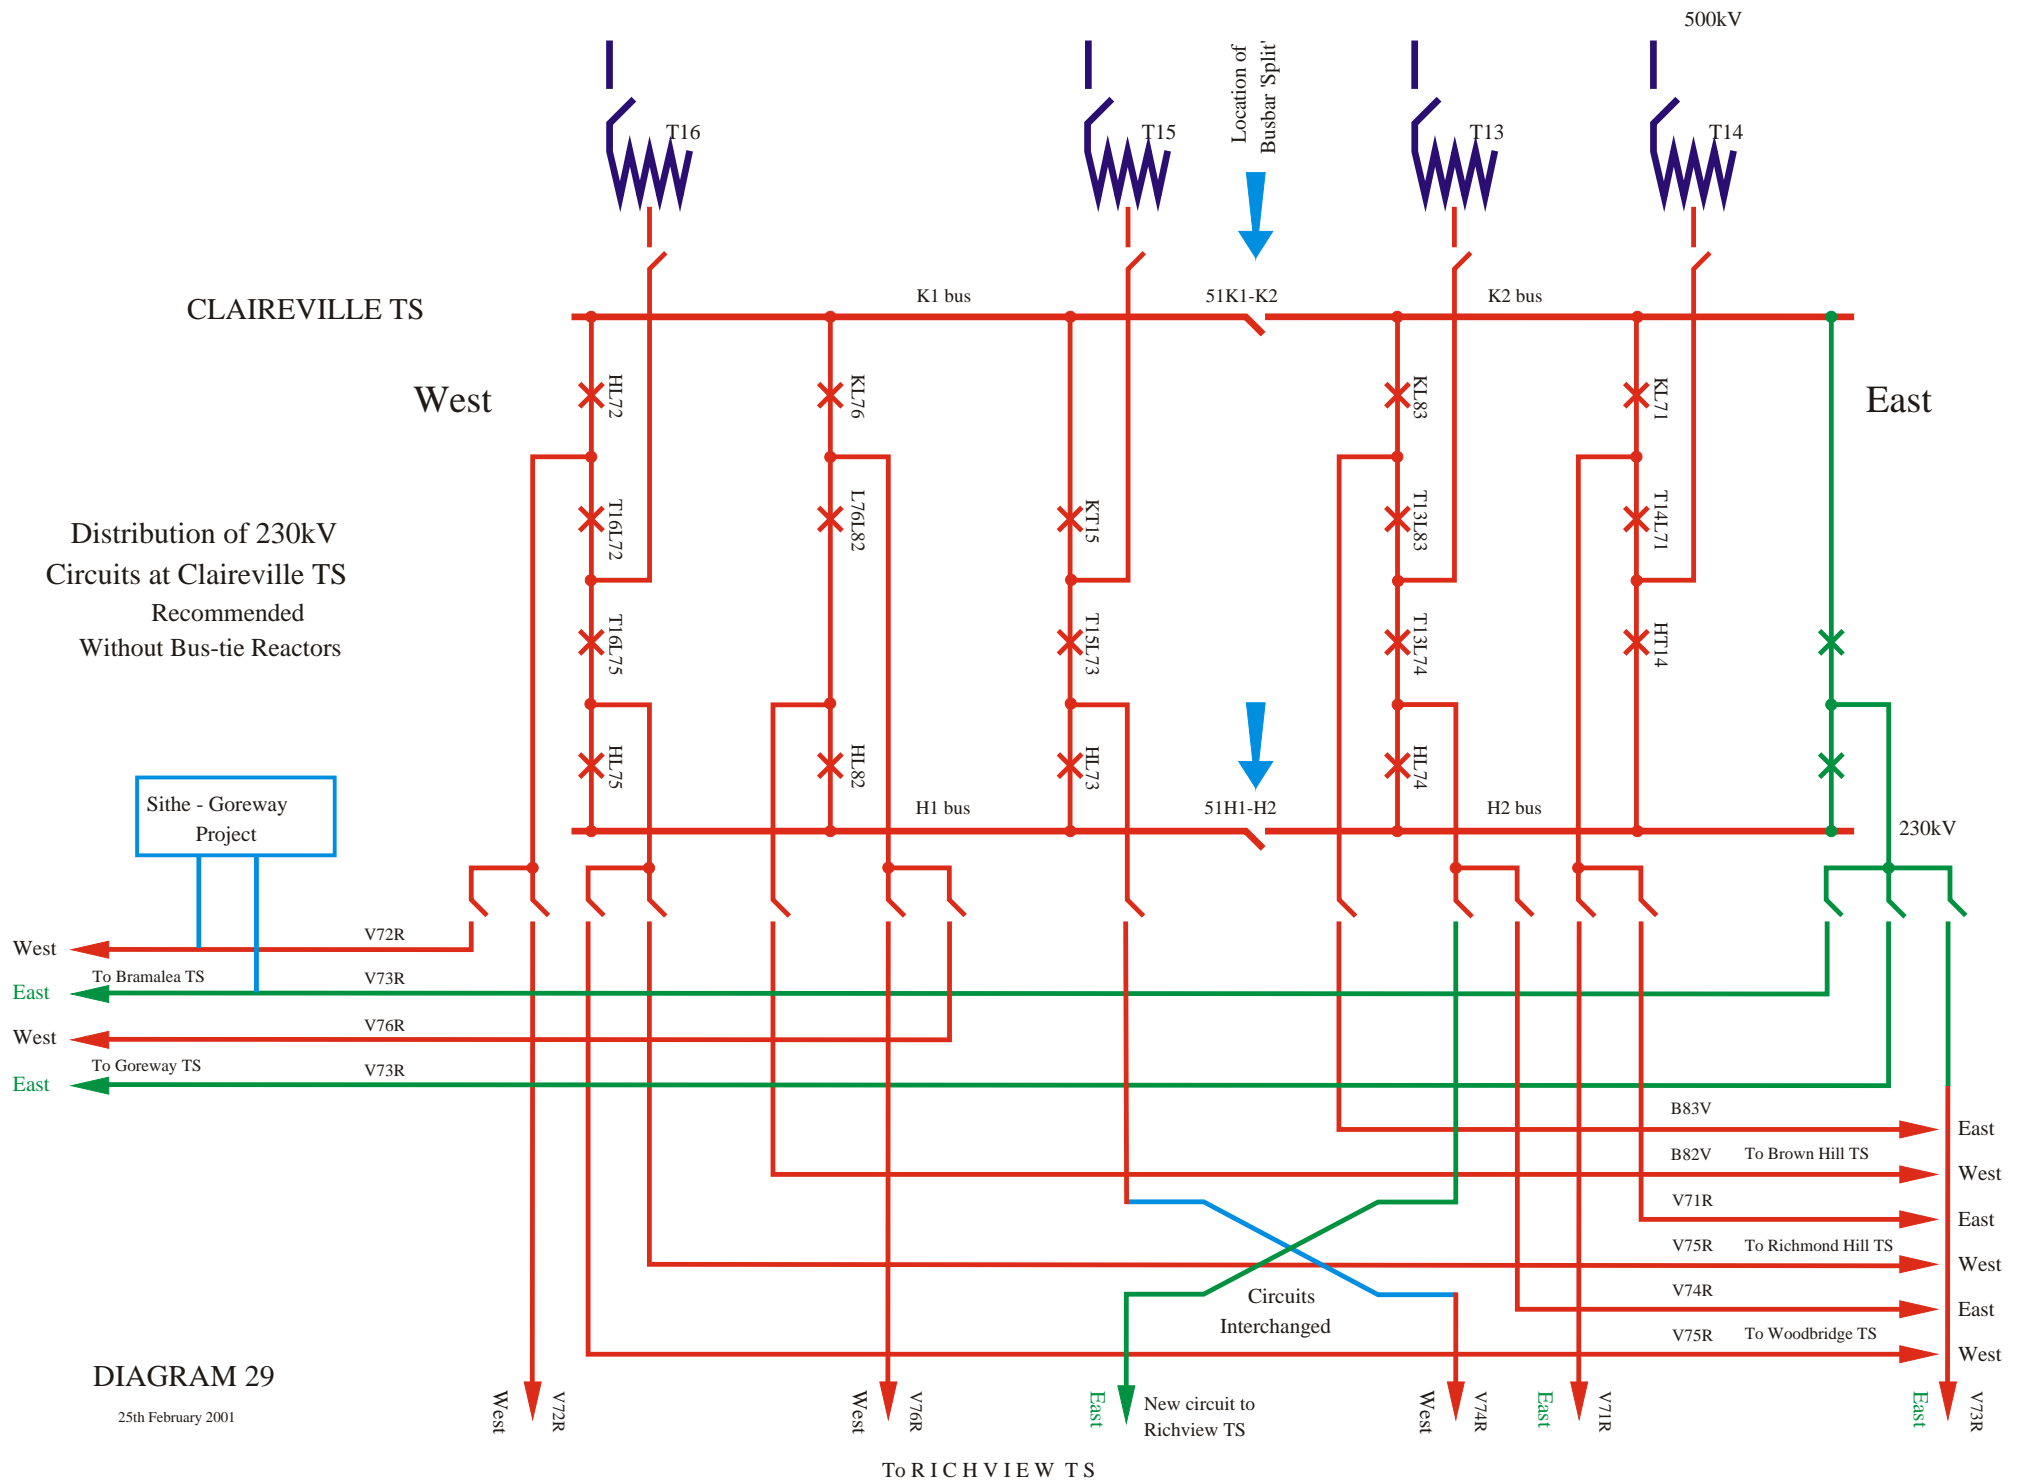 500kV
Location of
Busbar 'Split'
T16
T15
T13
T14
CLAIREVILLE TS
K1 bus
51K1-K2
K2 bus
West
East
HL72
KL76
KL83
KL71
Distribution of 230kV
Circuits at Claireville TS
Recommended
Without Bus-tie Reactors
T16L72
L76L82
KT15
T13L83
T14L71
T16L75
T15L73
T13L74
HT14
HL75
HL82
HL73
HL74
H1 bus
51H1-H2
H2 bus
230kV
Sithe - Goreway
Project
West
V72R
To Bramalea TS
East
V73R
West
V76R
To Goreway TS
East
V73R
B83V
East
B82V
To Brown Hill TS
West
V71R
East
V75R
To Richmond Hill TS
West
V74R
East
V75R
To Woodbridge TS
West
Circuits
Interchanged
DIAGRAM 29
25th February 2001
West
V72R
West
V76R
East
New circuit to
Richview TS
West
V74R
East
V71R
East
V73R
To R I C H V I E W T S